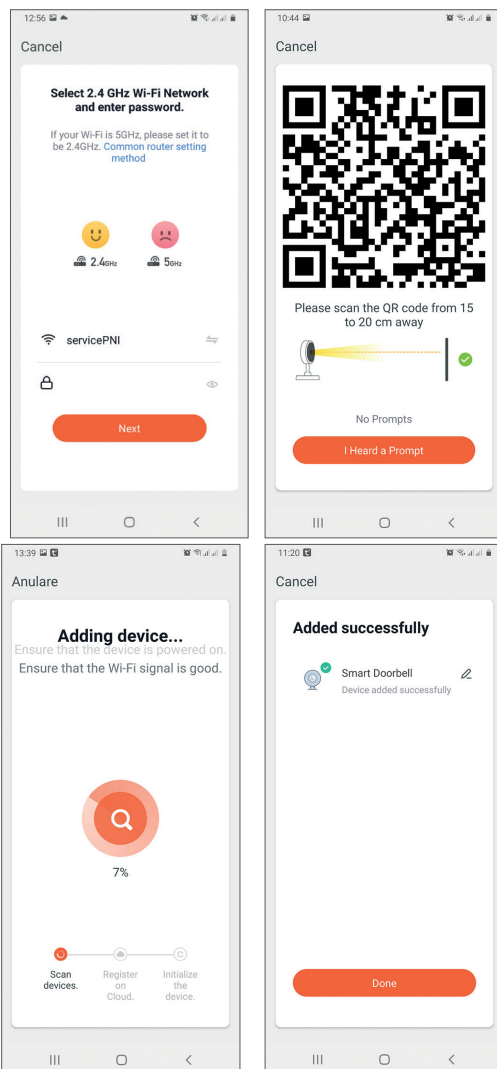 12:56
Cancel
Select 2.4 GHz Wi-Fi Network
and enter password.
If your Wi-Fi is 5GHz, please set it to
be 2.4GHz. Common router setting
method
2.4GHz
5GHz
servicePNI
Next
10:44
Cancel
Please scan the QR code from 15
to 20 cm away
No Prompts
I Heard a Prompt
13:39
Anulare
Adding device...
Ensure that the device is powered on.
Ensure that the Wi-Fi signal is good.
7%
Scan
devices.
Register
on
Cloud.
Initialize
the
device.
11:20
Cancel
Added successfully
Smart Doorbell
Device added successfully
Done